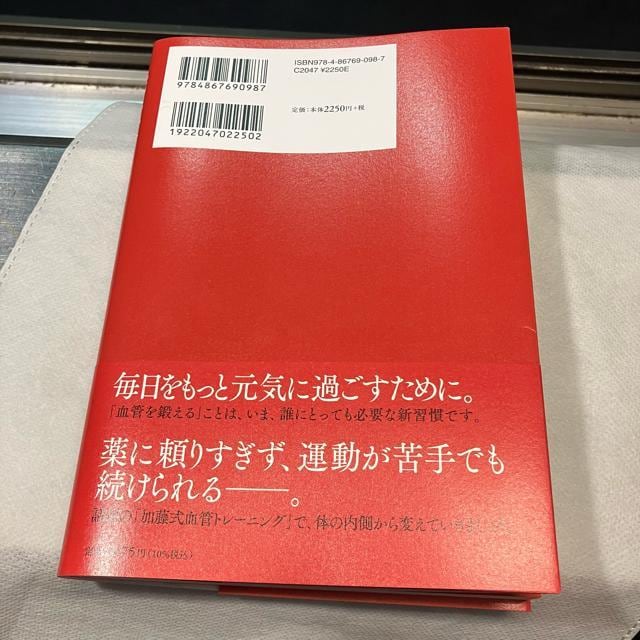 ISBN978-4-86769-098-7
C2047 ¥2250E
9784867690987
定価：本体2250円+税
1922047022502
毎日をもっと元気に過ごすために。
「血管を鍛える」ことは、いま、誰にとっても必要な新習慣です。
薬に頼りすぎず、運動が苦手でも
続けられる――。
「加藤式血管トレーニング」で、体の内側から変えていき
75円（10%税込）